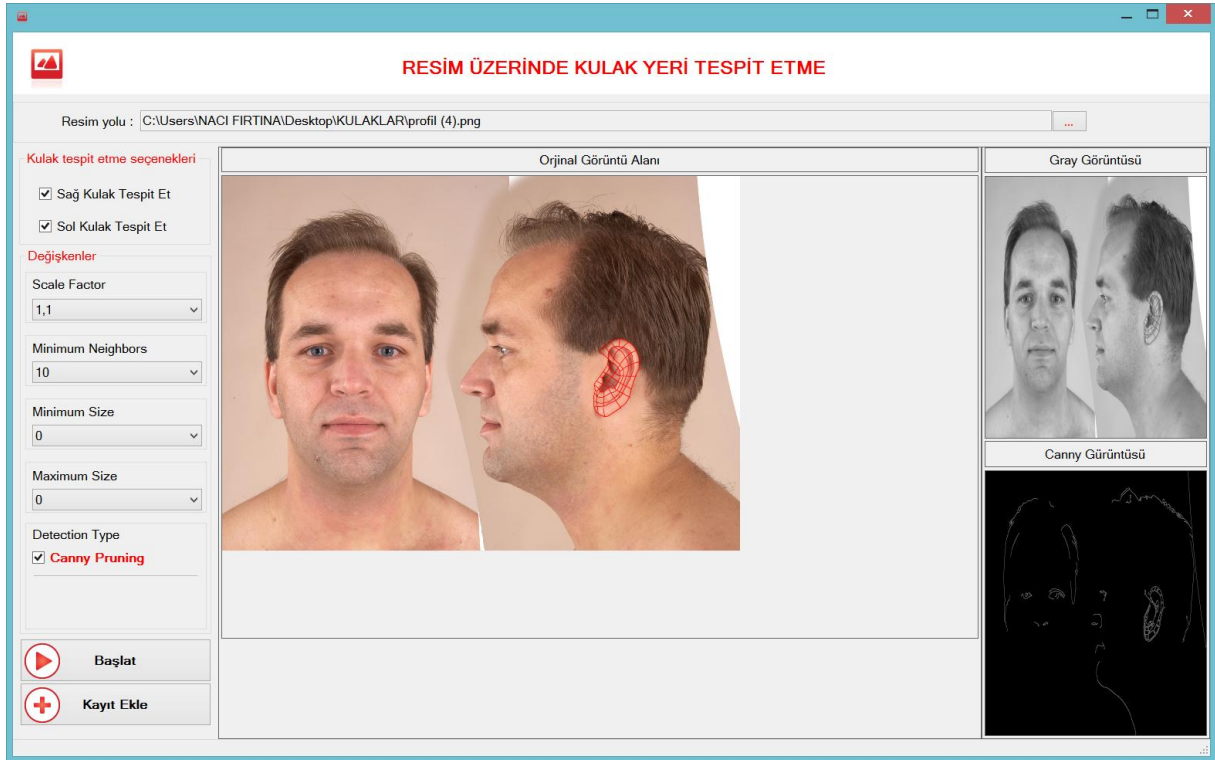 RESİM ÜZERİNDE KULAK YERİ TESPİT ETME
Resim yolu : C:\Users\NACI FIRTINA\Desktop\KULAKLAR\profil (4).png ...
Kulak tespit etme seçenekleri
Sağ Kulak Tespit Et
Sol Kulak Tespit Et
Değişkenler
Scale Factor
1,1
Minimum Neighbors
10
Minimum Size
0
Maximum Size
0
Detection Type
Canny Pruning
Başlat
Kayıt Ekle
Orjinal Görüntü Alanı
Gray Görüntüsü
Canny Gürüntüsü